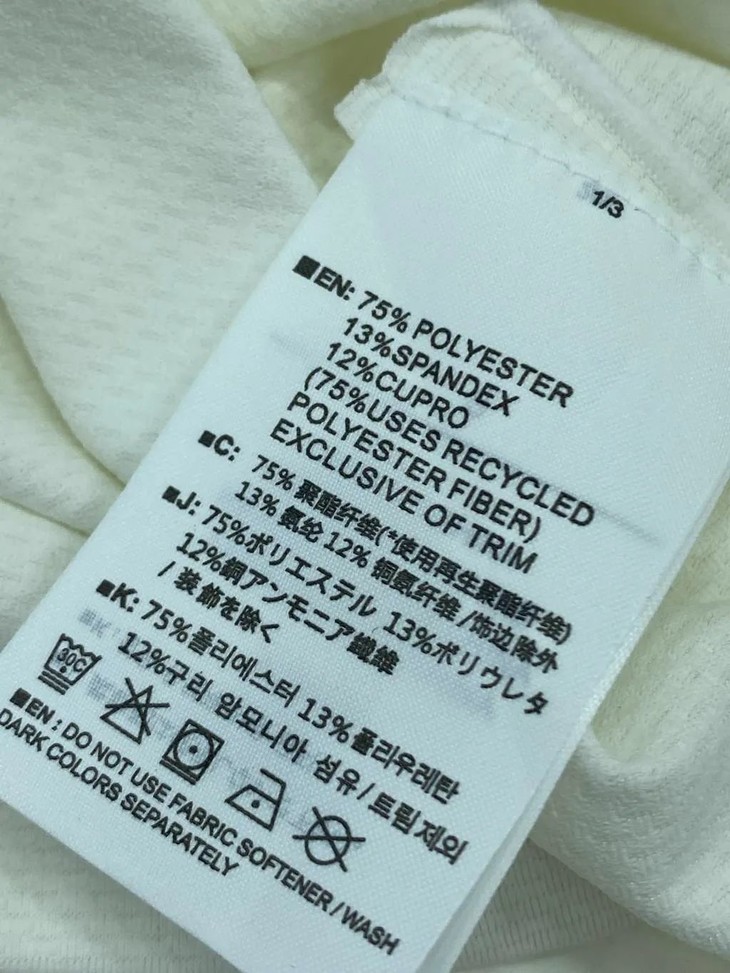 1/3
■EN: 75% POLYESTER
13%SPANDEX
12%CUPRO
(75%USES RECYCLED
POLYESTER FIBER)
EXCLUSIVE OF TRIM
■C: 75% 聚酯纤维(*使用再生聚酯纤维)
13% 氨纶 12% 铜氨纤维 /饰边除外
■J: 75%ポリエステル 13%ポリウレタ
12%銅アンモニア繊維
/ 装飾を除く
■K: 75%폴리에스터 13%폴리우레탄
12%구리 암모니아 섬유/트림제외
30C
■EN : DO NOT USE FABRIC SOFTENER / WASH
DARK COLORS SEPARATELY